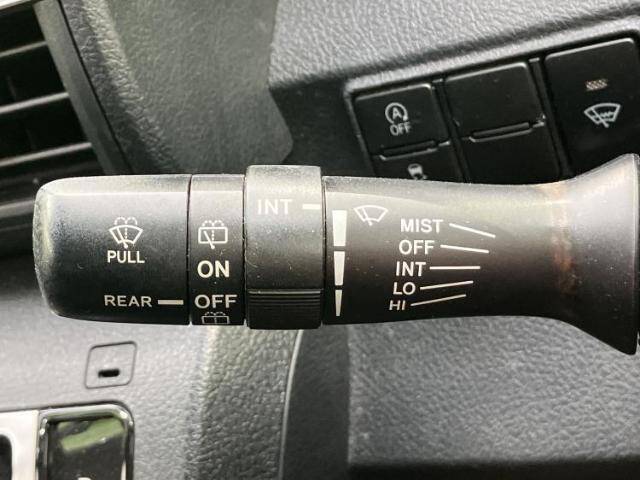 A
OFF
PULL
REAR
ON
OFF
INT
MIST
OFF
INT
LO
HI